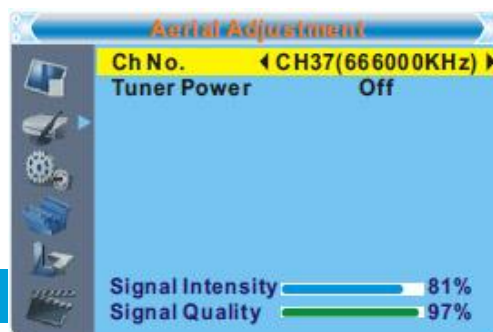 Aerial Adjustment
Ch No. CH37(666000KHz)
Tuner Power Off
Signal Intensity 81%
Signal Quality 97%